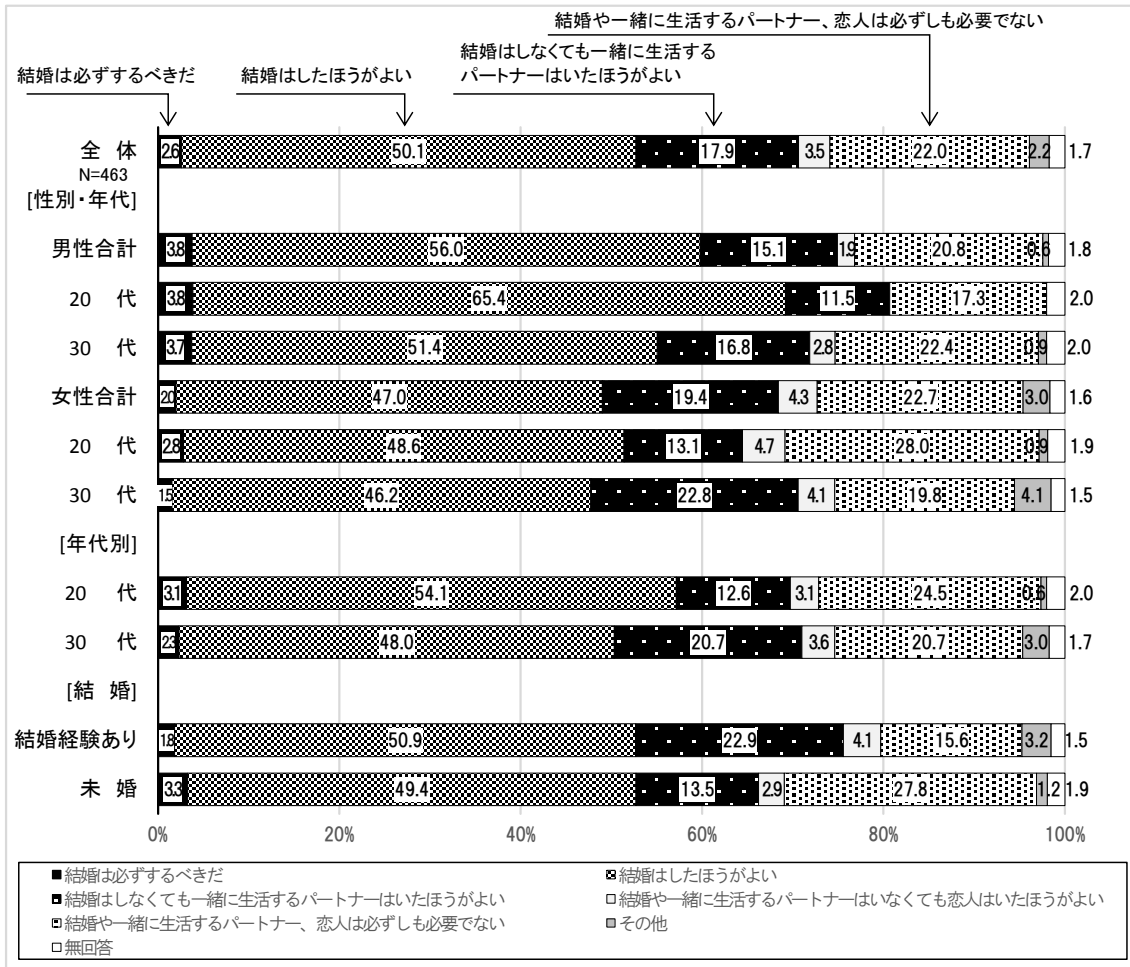 結婚や一緒に生活するパートナー、恋人は必ずしも必要でない
結婚はしなくても一緒に生活する
パートナーはいたほうがよい
結婚は必ずするべきだ 結婚はしたほうがよい
全 体 2.6 50.1 17.9 3.5 22.0 2.2 1.7
N=463
[性別・年代]
男性合計 3.8 56.0 15.1 1.9 20.8 0.6 1.8
20 代 3.8 65.4 11.5 17.3 2.0
30 代 3.7 51.4 16.8 2.8 22.4 0.9 2.0
女性合計 2.0 47.0 19.4 4.3 22.7 3.0 1.6
20 代 2.8 48.6 13.1 4.7 28.0 0.9 1.9
30 代 1.5 46.2 22.8 4.1 19.8 4.1 1.5
[年代別]
20 代 3.1 54.1 12.6 3.1 24.5 0.6 2.0
30 代 2.3 48.0 20.7 3.6 20.7 3.0 1.7
[結 婚]
結婚経験あり 1.8 50.9 22.9 4.1 15.6 3.2 1.5
未 婚 3.3 49.4 13.5 2.9 27.8 1.2 1.9
0% 20% 40% 60% 80% 100%
結婚は必ずするべきだ 結婚はしたほうがよい
結婚はしなくても一緒に生活するパートナーはいたほうがよい 結婚や一緒に生活するパートナーはいなくても恋人はいたほうがよい
結婚や一緒に生活するパートナー、恋人は必ずしも必要でない その他
無回答